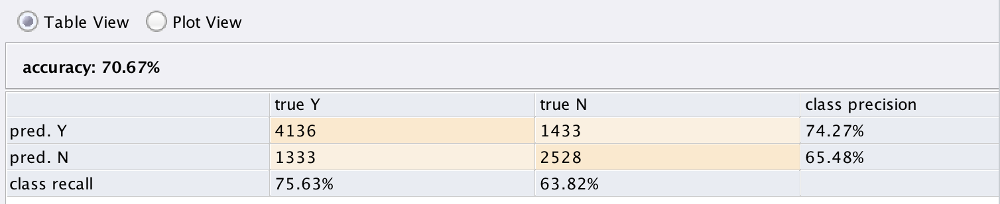 Table View Plot View
accuracy: 70.67%
true Y true N class precision
pred. Y 4136 1433 74.27%
pred. N 1333 2528 65.48%
class recall 75.63% 63.82%